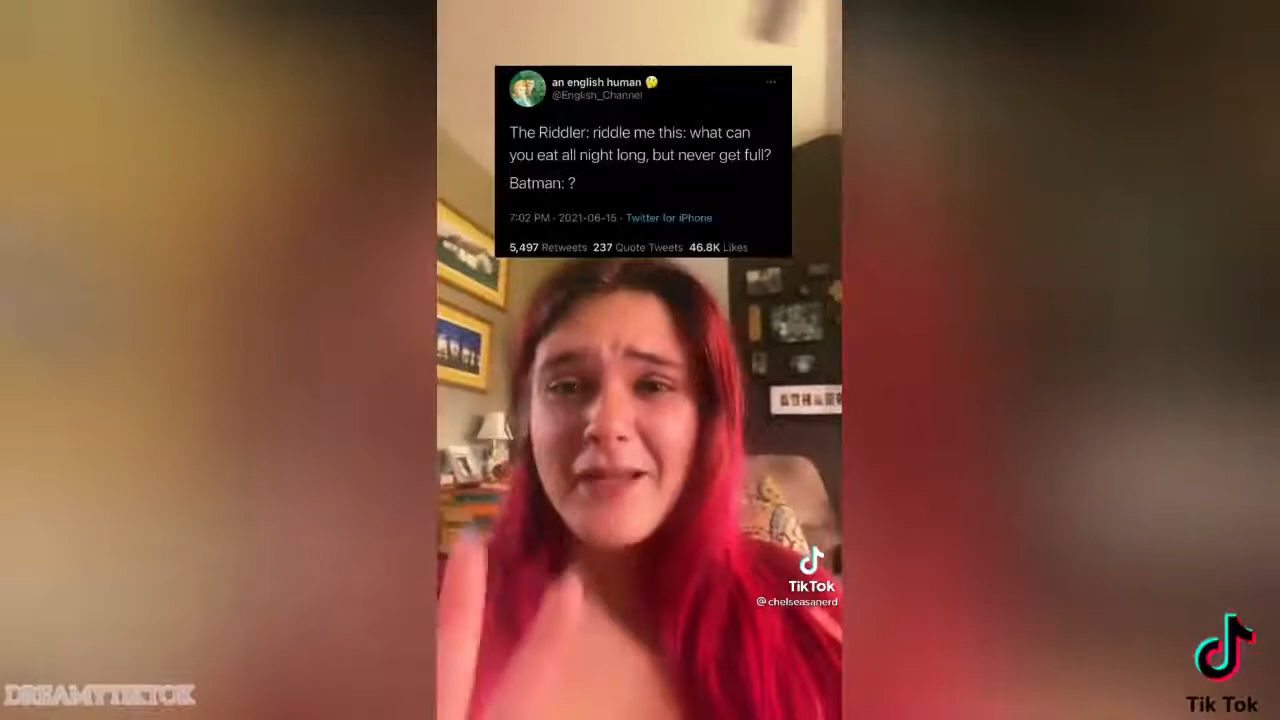 an english human 🤔
@English_Channel
The Riddler: riddle me this: what can
you eat all night long, but never get full?
Batman: ?
7:02 PM · 2021-06-15 · Twitter for iPhone
5,497 Retweets 237 Quote Tweets 46.8K Likes
TikTok
@chelseasanerd
DREAMYTIKTOK
Tik Tok